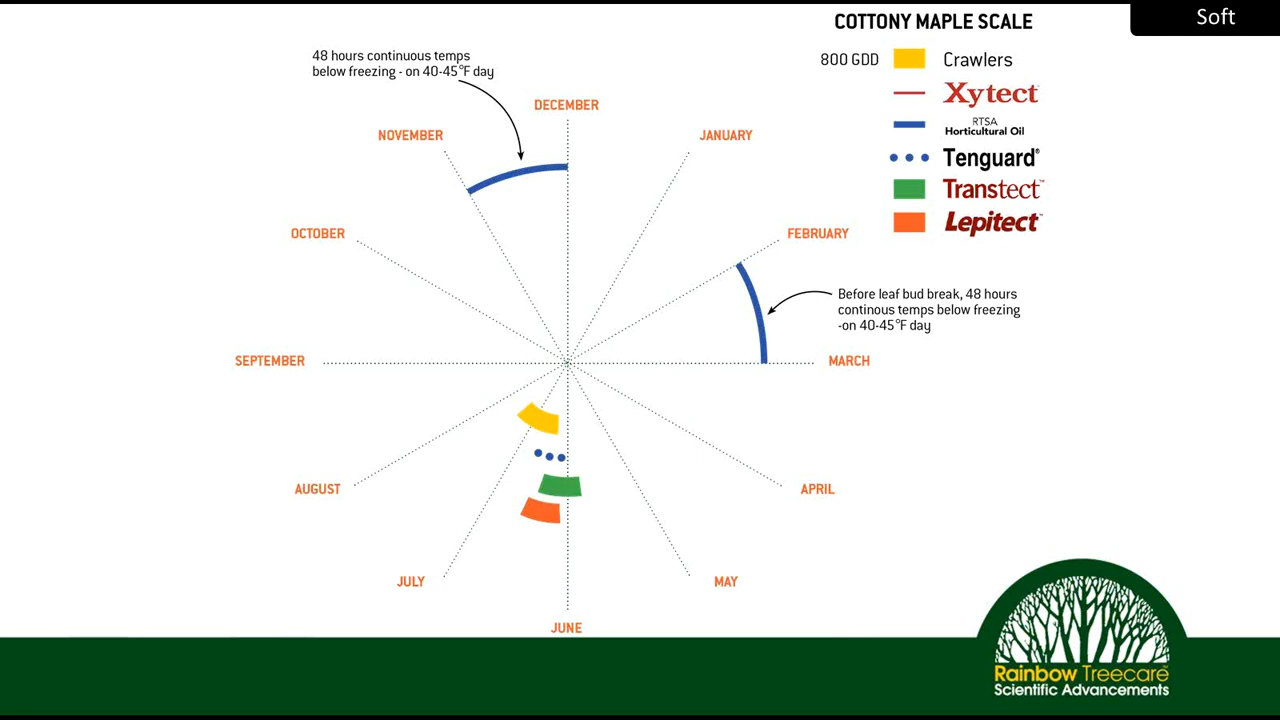 Soft
COTTONY MAPLE SCALE
800 GDD Crawlers
Xytect™
RTSA
Horticultural Oil
Tenguard®
Transtect™
Lepitect™
48 hours continuous temps
below freezing - on 40-45°F day
DECEMBER
NOVEMBER
JANUARY
OCTOBER
FEBRUARY
Before leaf bud break, 48 hours
continous temps below freezing
-on 40-45°F day
SEPTEMBER
MARCH
AUGUST
APRIL
JULY
MAY
JUNE
Rainbow Treecare™
Scientific Advancements